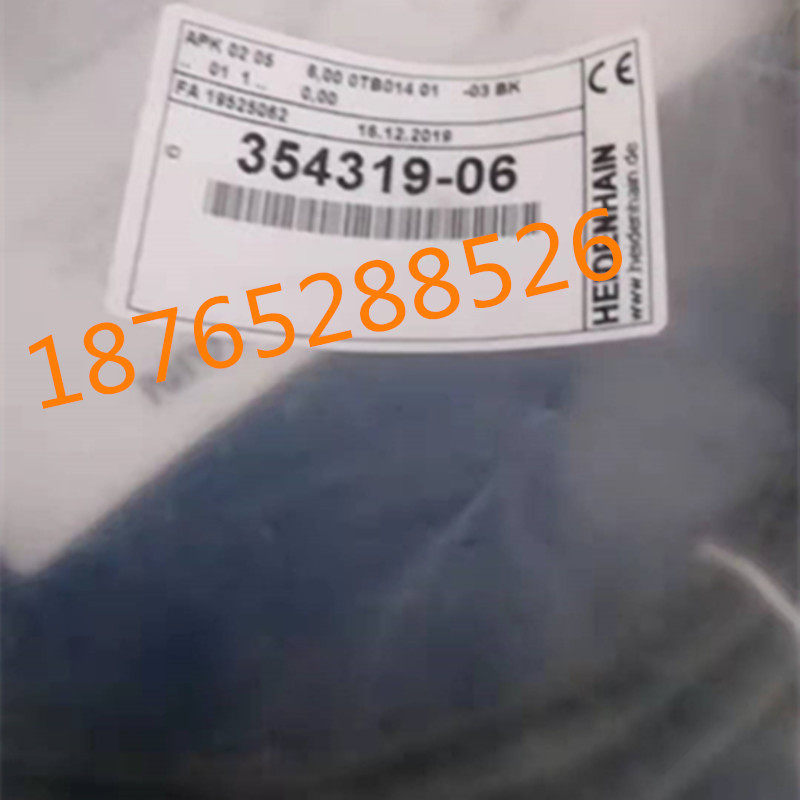 APK 02 05 6,00 0TB014 01 -03 BK
.. 01 1 .. 0,00
FA 19525062 16.12.2019
354319-06
C
CE
HEIDENHAIN
www.heidenhain.de
18765288526